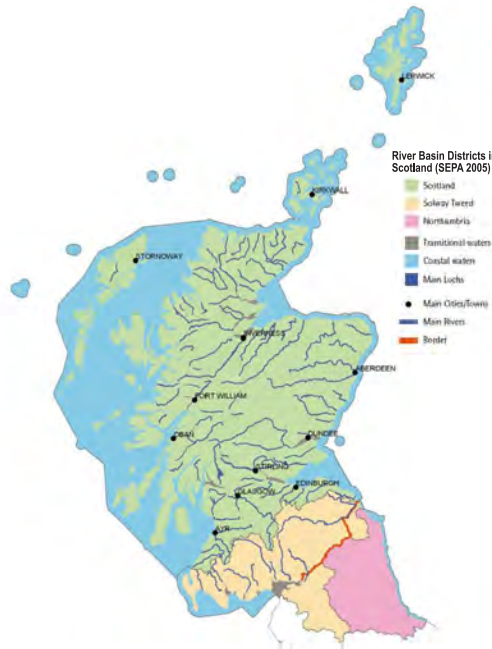 LERWICK
River Basin Districts i
Scotland (SEPA 2005)
Scotland
Solway Tweed
Northumbria
Transitional waters
Coastal waters
Main Lochs
Main Cities/Towns
Main Rivers
Border
KIRKWALL
STORNOWAY
INVERNESS
ABERDEEN
FORT WILLIAM
OBAN
DUNDEE
STIRLING
EDINBURGH
GLASGOW
AYR